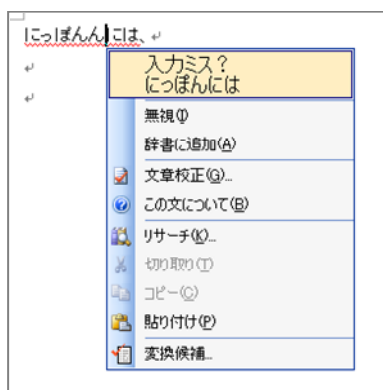 にっぽんんには、
入力ミス？
にっぽんには
無視(I)
辞書に追加(A)
文章校正(G)...
この文について(B)
リサーチ(K)...
切り取り(T)
コピー(C)
貼り付け(P)
変換候補...